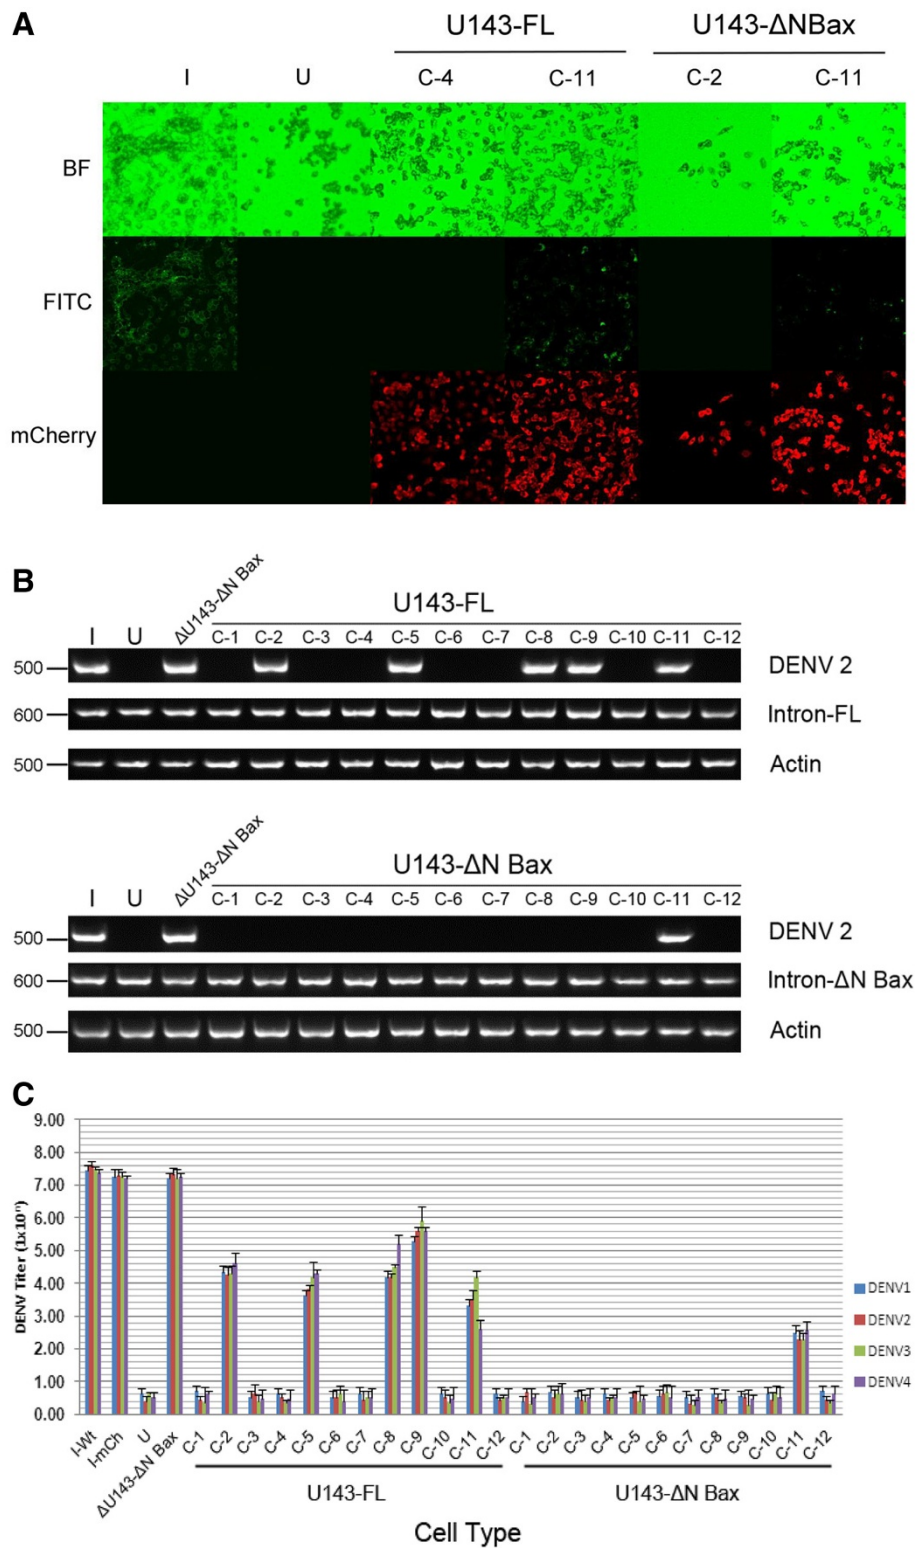 A
U143-FL U143-ΔNBax
I U C-4 C-11 C-2 C-11
BF
FITC
mCherry
B
U143-FL
I U ΔU143-ΔN Bax C-1 C-2 C-3 C-4 C-5 C-6 C-7 C-8 C-9 C-10 C-11 C-12
500 DENV 2
600 Intron-FL
500 Actin
U143-ΔN Bax
I U ΔU143-ΔN Bax C-1 C-2 C-3 C-4 C-5 C-6 C-7 C-8 C-9 C-10 C-11 C-12
500 DENV 2
600 Intron-ΔN Bax
500 Actin
C
DENV Titer
9.00
8.00
7.00
6.00
5.00
4.00
3.00
2.00
1.00
0.00
DENV1
DENV2
DENV3
DENV4
I-Wt I-mCh U ΔU143-ΔN Bax C-1 C-2 C-3 C-4 C-5 C-6 C-7 C-8 C-9 C-10 C-11 C-12 C-1 C-2 C-3 C-4 C-5 C-6 C-7 C-8 C-9 C-10 C-11 C-12
U143-FL U143-ΔN Bax
Cell Type